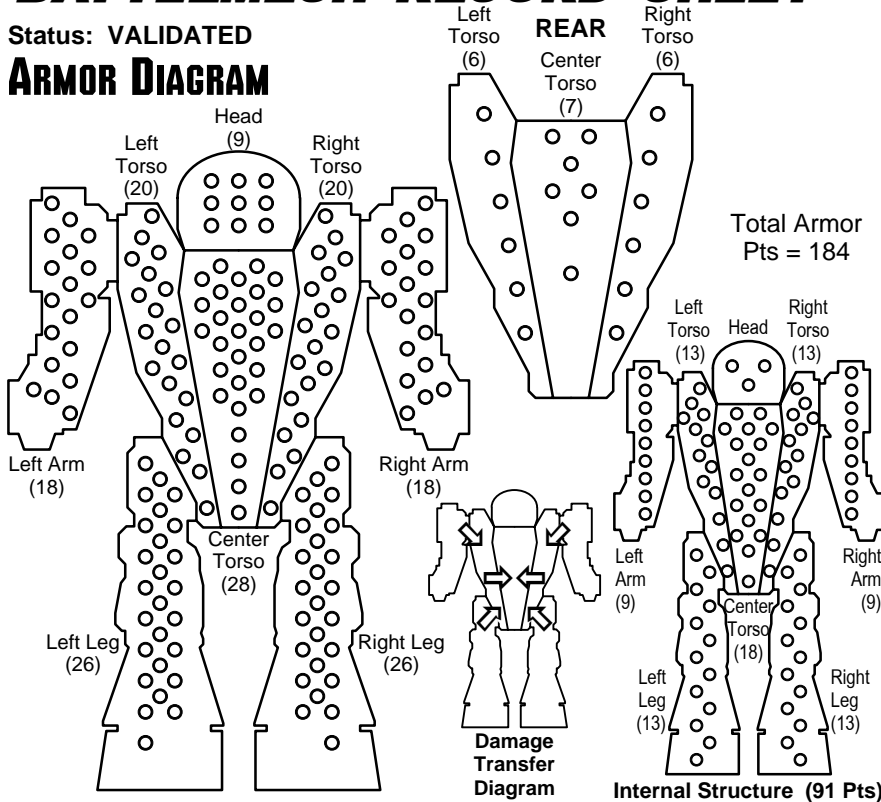 BATTLEMECH RECORD SHEET
Status: VALIDATED
ARMOR DIAGRAM
Head
(9)
Left
Torso
(20)
Right
Torso
(20)
Left Arm
(18)
Right Arm
(18)
Center
Torso
(28)
Left Leg
(26)
Right Leg
(26)
REAR
Left
Torso
(6)
Center
Torso
(7)
Right
Torso
(6)
Total Armor
Pts = 184
Damage
Transfer
Diagram
Left
Torso
(13)
Head
Right
Torso
(13)
Left
Arm
(9)
Right
Arm
(9)
Center
Torso
(18)
Left
Leg
(13)
Right
Leg
(13)
Internal Structure (91 Pts)